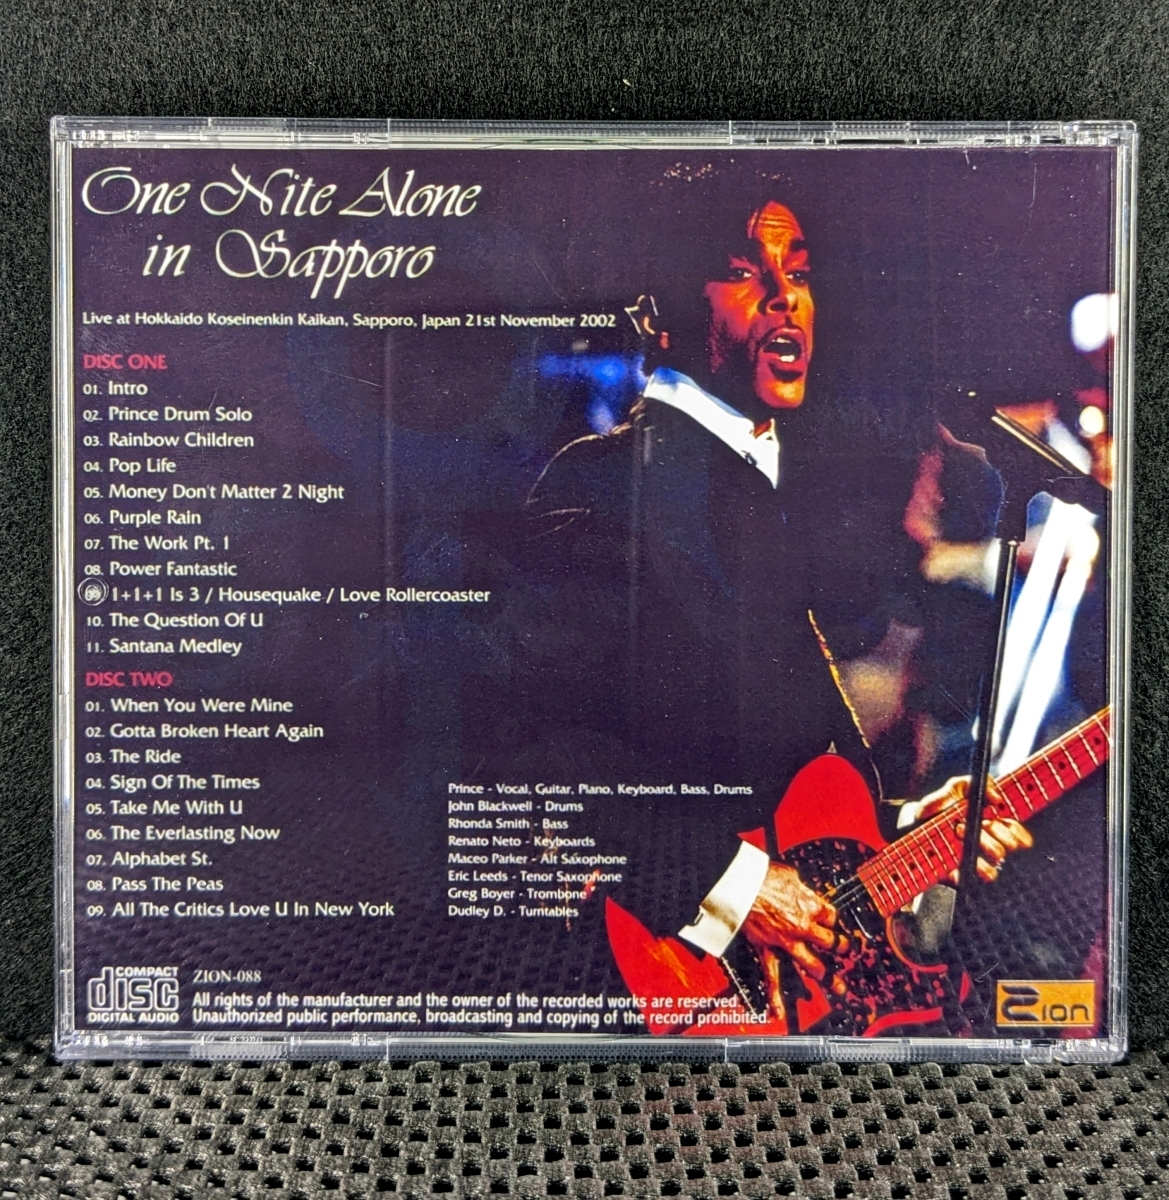 One Nite Alone
in Sapporo
Live at Hokkaido Koseinenkin Kaikan, Sapporo, Japan 21st November 2002
DISC ONE
01. Intro
02. Prince Drum Solo
03. Rainbow Children
04. Pop Life
05. Money Don't Matter 2 Night
06. Purple Rain
07. The Work Pt. 1
08. Power Fantastic
09. 1+1+1 Is 3 / Housequake / Love Rollercoaster
10. The Question Of U
11. Santana Medley
DISC TWO
01. When You Were Mine
02. Gotta Broken Heart Again
03. The Ride
04. Sign Of The Times
05. Take Me With U
06. The Everlasting Now
07. Alphabet St.
08. Pass The Peas
09. All The Critics Love U In New York
Prince - Vocal, Guitar, Piano, Keyboard, Bass, Drums
John Blackwell - Drums
Rhonda Smith - Bass
Renato Neto - Keyboards
Maceo Parker - Alt Saxophone
Eric Leeds - Tenor Saxophone
Greg Boyer - Trombone
Dudley D. - Turntables
COMPACT
disc
DIGITAL AUDIO
ZION-088
All rights of the manufacturer and the owner of the recorded works are reserved.
Unauthorized public performance, broadcasting and copying of the record prohibited.
Zion